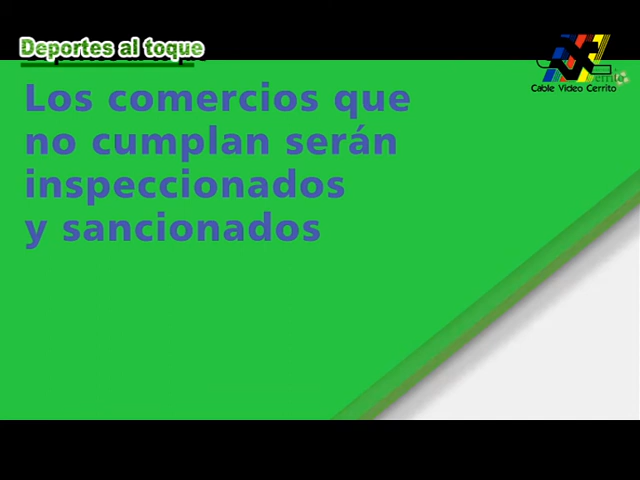 Deportes al toque
Cable Video Cerrito
Los comercios que
no cumplan serán
inspeccionados
y sancionados